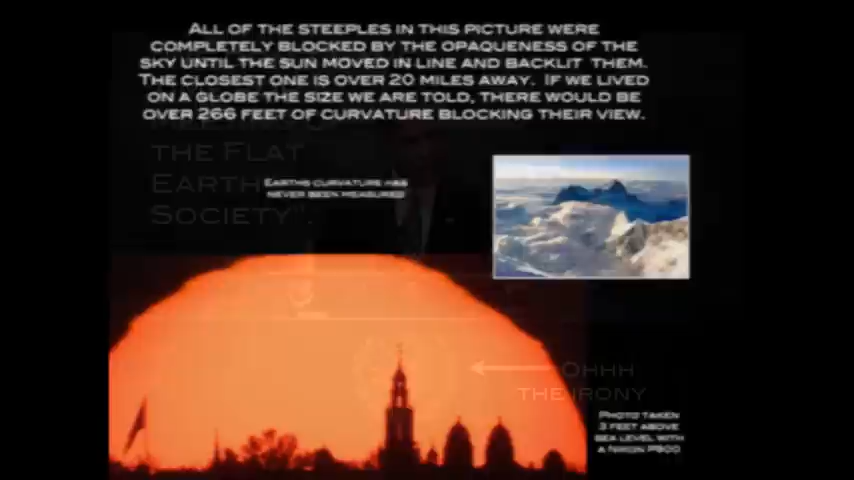 All of the steeples in this picture were
completely blocked by the opaqueness of the
sky until the sun moved in line and backlit them.
The closest one is over 20 miles away. If we lived
on a globe the size we are told, there would be
over 266 feet of curvature blocking their view.
Meeting
the Flat
Earth
Society".
Earths curvature has
never been measured
Ohhh
the irony
Photo taken
3 feet above
sea level with
a Nikon P900